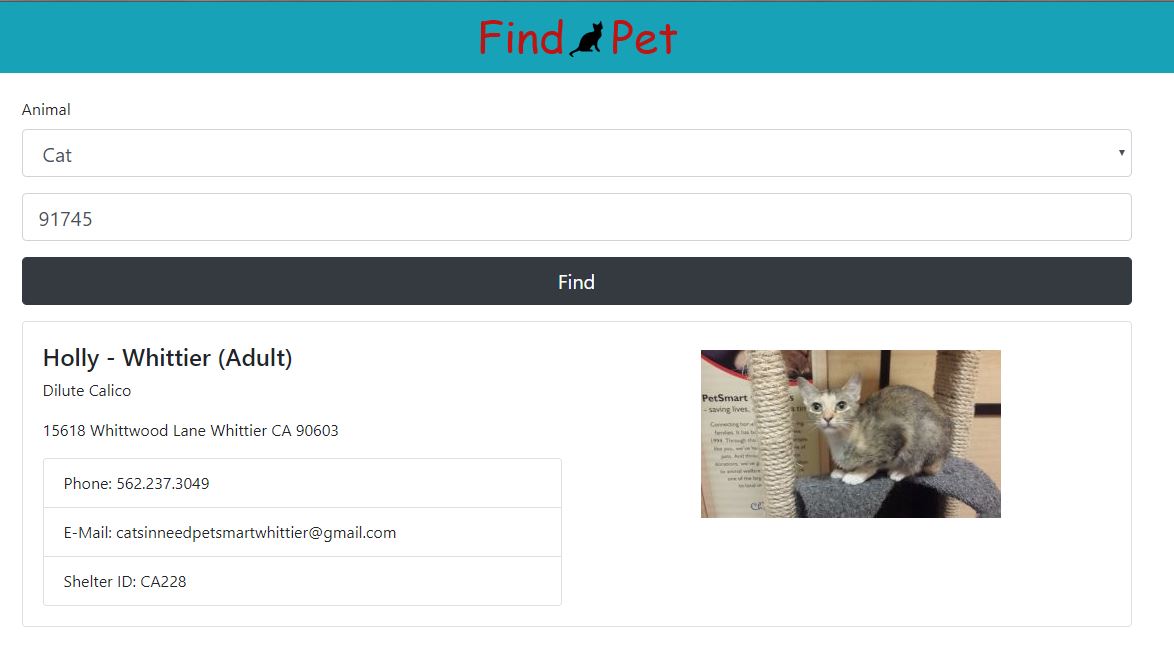 Find Pet
Animal
Cat
91745
Find
Holly - Whittier (Adult)
Dilute Calico
15618 Whittwood Lane Whittier CA 90603
Phone: 562.237.3049
E-Mail: catsinneedpetsmartwhittier@gmail.com
Shelter ID: CA228
PetSmart
- saving lives,